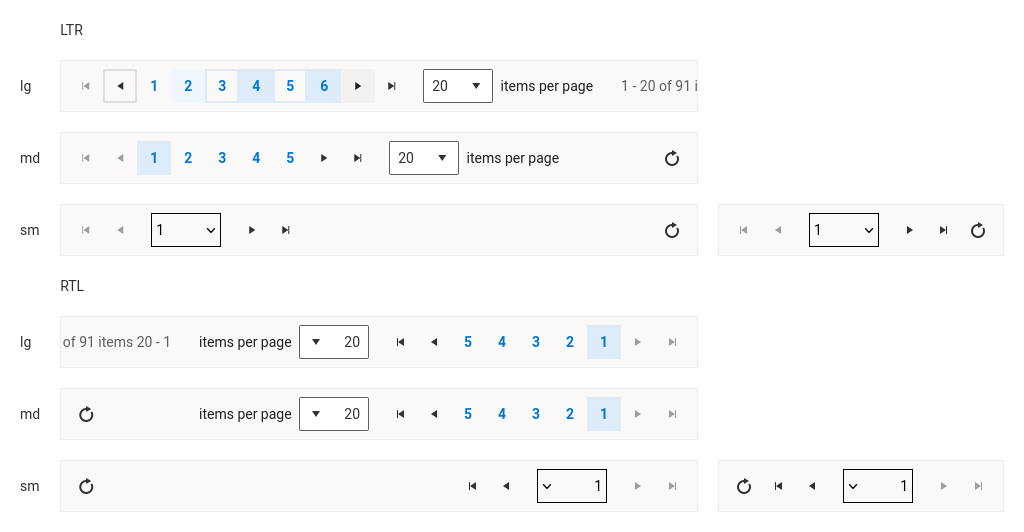 LTR
lg 1 2 3 4 5 6 20 items per page 1 - 20 of 91 i
md 1 2 3 4 5 20 items per page
sm 1 1
RTL
lg of 91 items 20 - 1 items per page 20 5 4 3 2 1
md items per page 20 5 4 3 2 1
sm 1 1